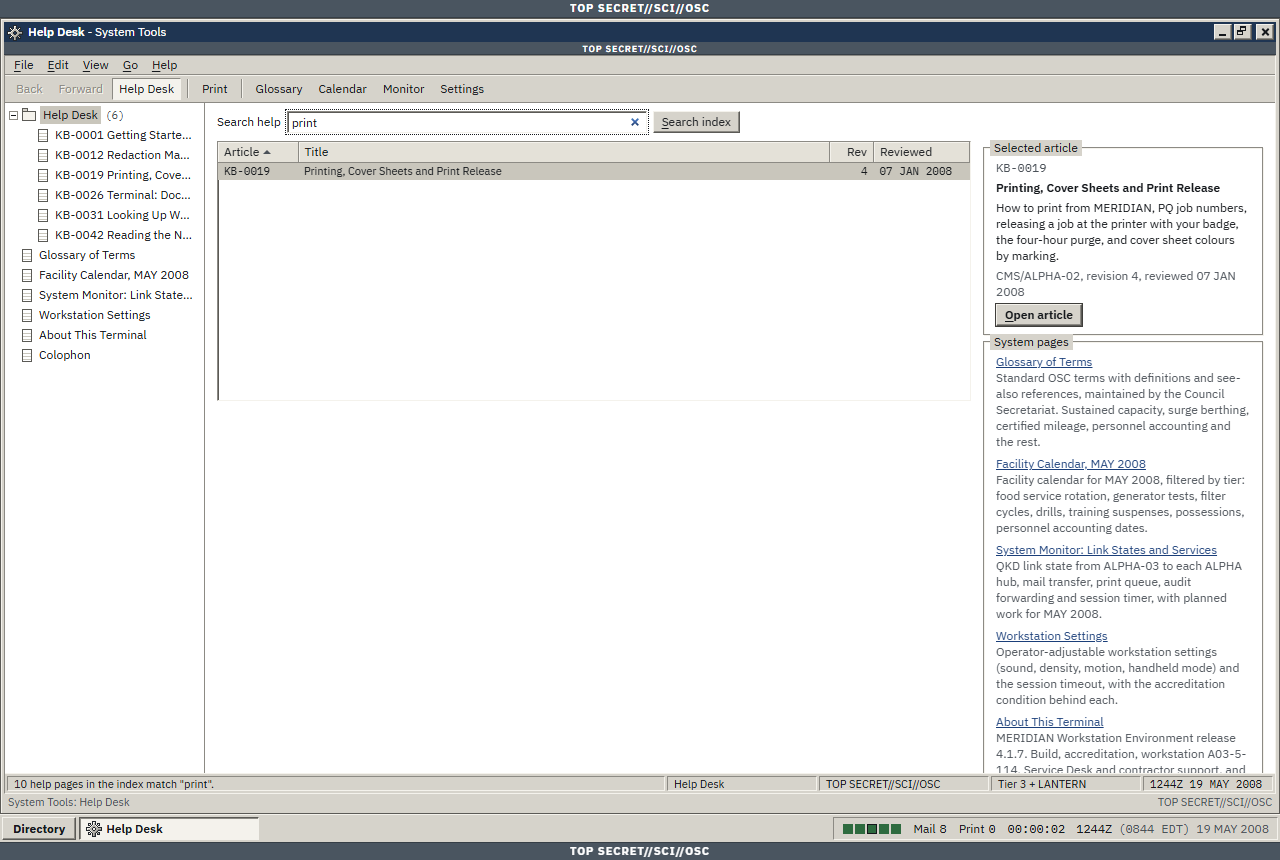 TOP SECRET//SCI//OSC
Help Desk - System Tools
TOP SECRET//SCI//OSC
File Edit View Go Help
Back Forward Help Desk Print Glossary Calendar Monitor Settings
Help Desk (6)
KB-0001 Getting Starte...
KB-0012 Redaction Ma...
KB-0019 Printing, Cove...
KB-0026 Terminal: Doc...
KB-0031 Looking Up W...
KB-0042 Reading the N...
Glossary of Terms
Facility Calendar, MAY 2008
System Monitor: Link State...
Workstation Settings
About This Terminal
Colophon
Search help print Search index
Article Title Rev Reviewed
KB-0019 Printing, Cover Sheets and Print Release 4 07 JAN 2008
Selected article
KB-0019
Printing, Cover Sheets and Print Release
How to print from MERIDIAN, PQ job numbers,
releasing a job at the printer with your badge,
the four-hour purge, and cover sheet colours
by marking.
CMS/ALPHA-02, revision 4, reviewed 07 JAN
2008
Open article
System pages
Glossary of Terms
Standard OSC terms with definitions and see-
also references, maintained by the Council
Secretariat. Sustained capacity, surge berthing,
certified mileage, personnel accounting and
the rest.
Facility Calendar, MAY 2008
Facility calendar for MAY 2008, filtered by tier:
food service rotation, generator tests, filter
cycles, drills, training suspenses, possessions,
personnel accounting dates.
System Monitor: Link States and Services
QKD link state from ALPHA-03 to each ALPHA
hub, mail transfer, print queue, audit
forwarding and session timer, with planned
work for MAY 2008.
Workstation Settings
Operator-adjustable workstation settings
(sound, density, motion, handheld mode) and
the session timeout, with the accreditation
condition behind each.
About This Terminal
MERIDIAN Workstation Environment release
4.1.7. Build, accreditation, workstation A03-5-
114, Service Desk and contractor support, and
10 help pages in the index match "print". Help Desk TOP SECRET//SCI//OSC Tier 3 + LANTERN 1244Z 19 MAY 2008
System Tools: Help Desk TOP SECRET//SCI//OSC
Directory Help Desk Mail 8 Print 0 00:00:02 1244Z (0844 EDT) 19 MAY 2008
TOP SECRET//SCI//OSC